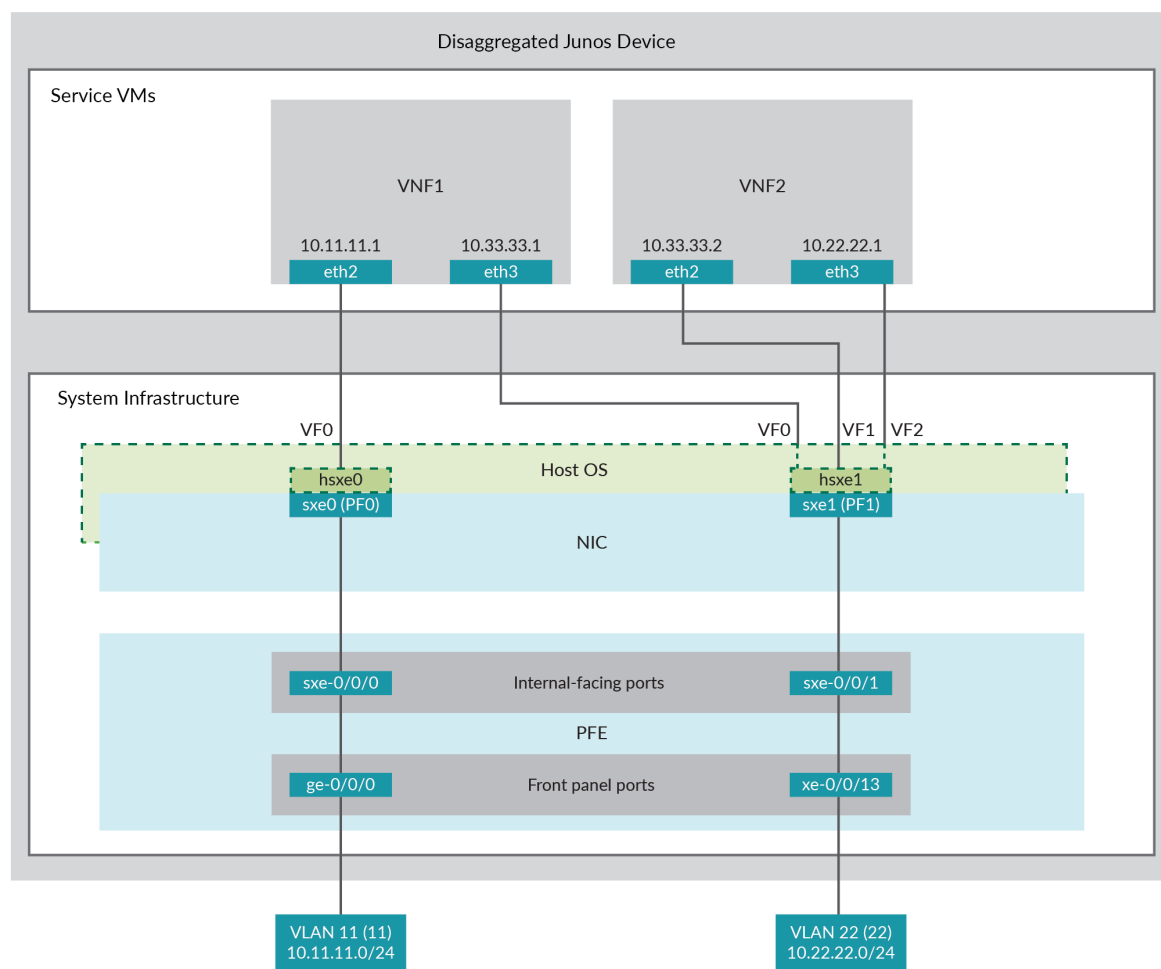 Disaggregated Junos Device
Service VMs
VNF1
VNF2
10.11.11.1
10.33.33.1
10.33.33.2
10.22.22.1
eth2
eth3
eth2
eth3
System Infrastructure
VF0
VF0
VF1
VF2
Host OS
hsxe0
hsxe1
sxe0 (PF0)
sxe1 (PF1)
NIC
sxe-0/0/0
Internal-facing ports
sxe-0/0/1
PFE
ge-0/0/0
Front panel ports
xe-0/0/13
VLAN 11 (11)
10.11.11.0/24
VLAN 22 (22)
10.22.22.0/24